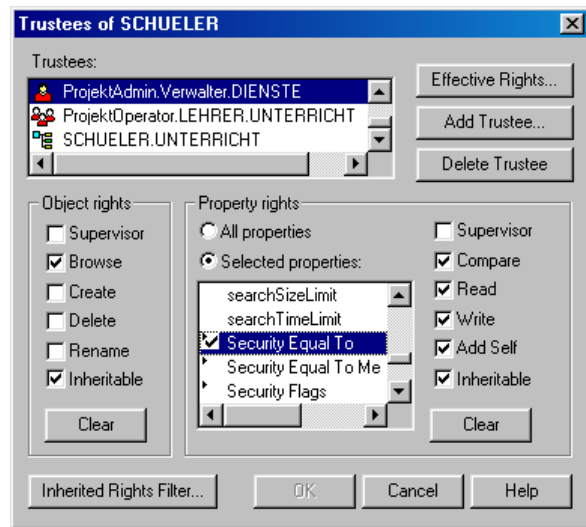 Trustees of SCHUELER
Trustees:
ProjektAdmin.Verwalter.DIENSTE
ProjektOperator.LEHRER.UNTERRICHT
SCHUELER.UNTERRICHT
Effective Rights...
Add Trustee...
Delete Trustee
Object rights
Supervisor
Browse
Create
Delete
Rename
Inheritable
Clear
Property rights
All properties
Selected properties:
searchSizeLimit
searchTimeLimit
Security Equal To
Security Equal To Me
Security Flags
Supervisor
Compare
Read
Write
Add Self
Inheritable
Clear
Inherited Rights Filter...
OK
Cancel
Help